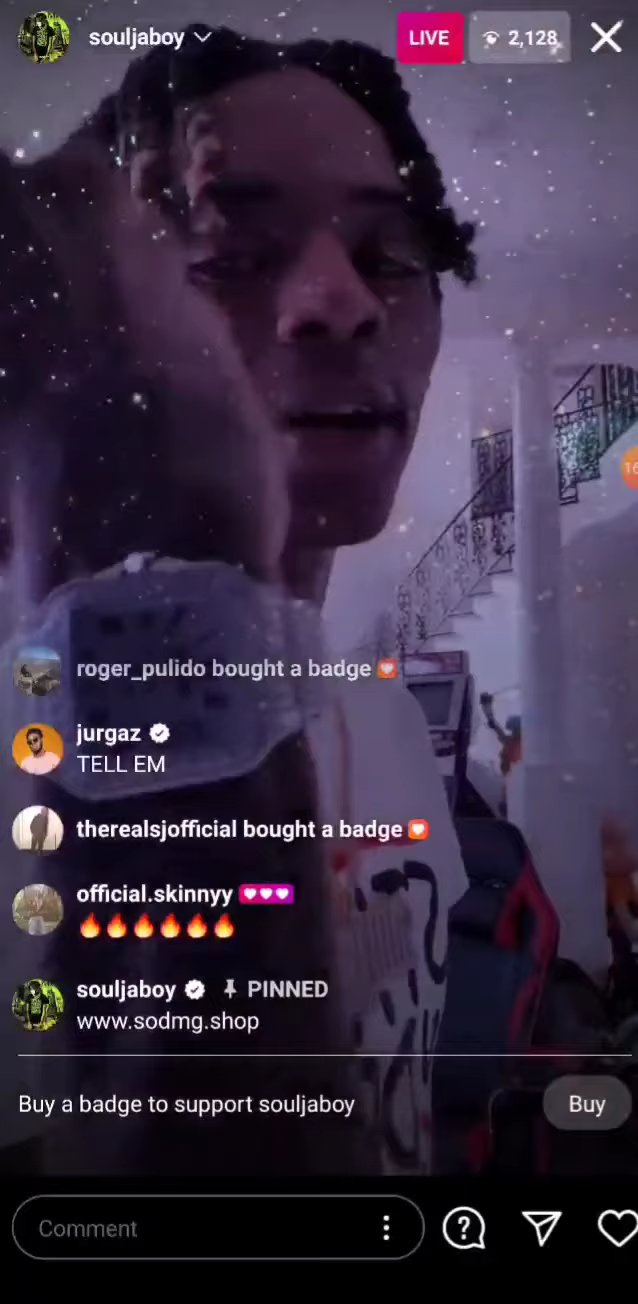 souljaboy
LIVE
2,128
roger_pulido bought a badge
jurgaz
TELL EM
therealsjofficial bought a badge
official.skinnyy
🔥🔥🔥🔥🔥🔥
souljaboy PINNED
www.sodmg.shop
Buy a badge to support souljaboy
Buy
Comment